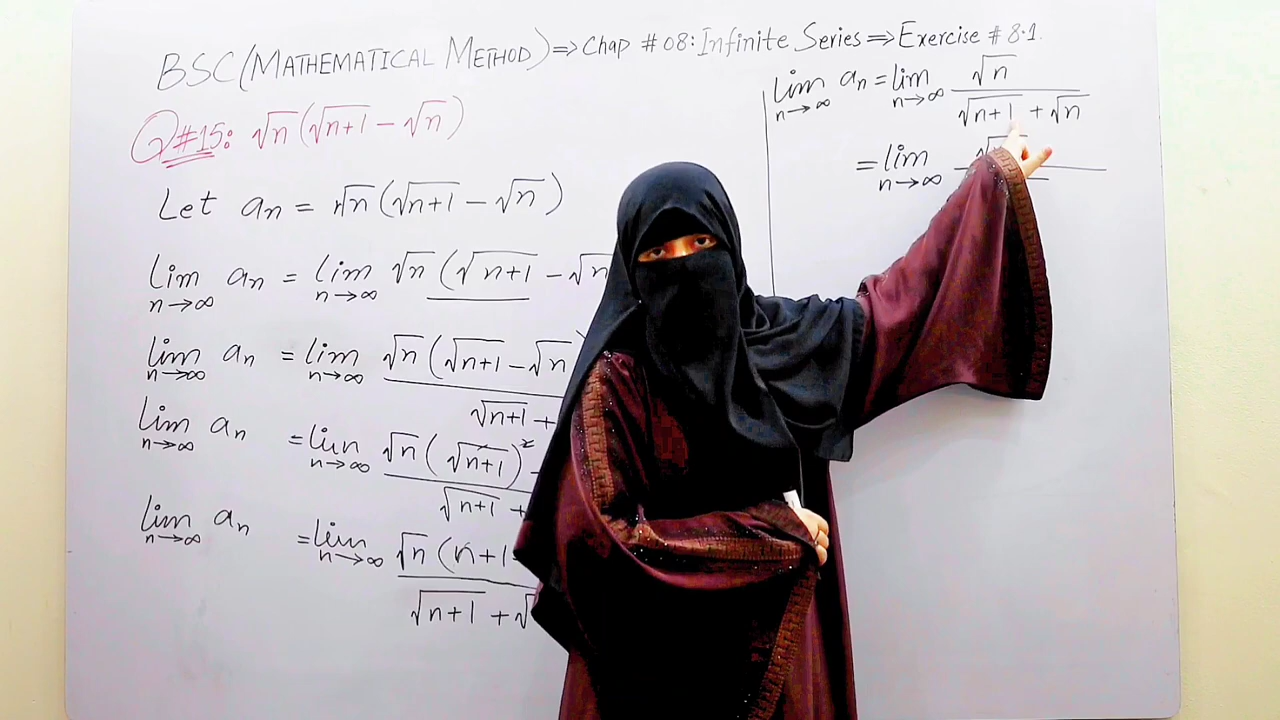 BSC (MATHEMATICAL METHOD) ⇒ Chap # 08: Infinite Series ⇒ Exercise # 8.1.
Q#15: √n (√n+1 - √n)
Let an = √n (√n+1 - √n)
Lim n→∞ an = Lim n→∞ √n (√n+1 - √n
Lim n→∞ an = Lim n→∞ √n (√n+1 - √n
√n+1 +
Lim n→∞ an = Lim n→∞ √n (√n+1)² -
√n+1 +
Lim n→∞ an = Lim n→∞ √n (n+1-
√n+1 + √
Lim n→∞ an = Lim n→∞ √n
√n+1 + √n
= Lim n→∞